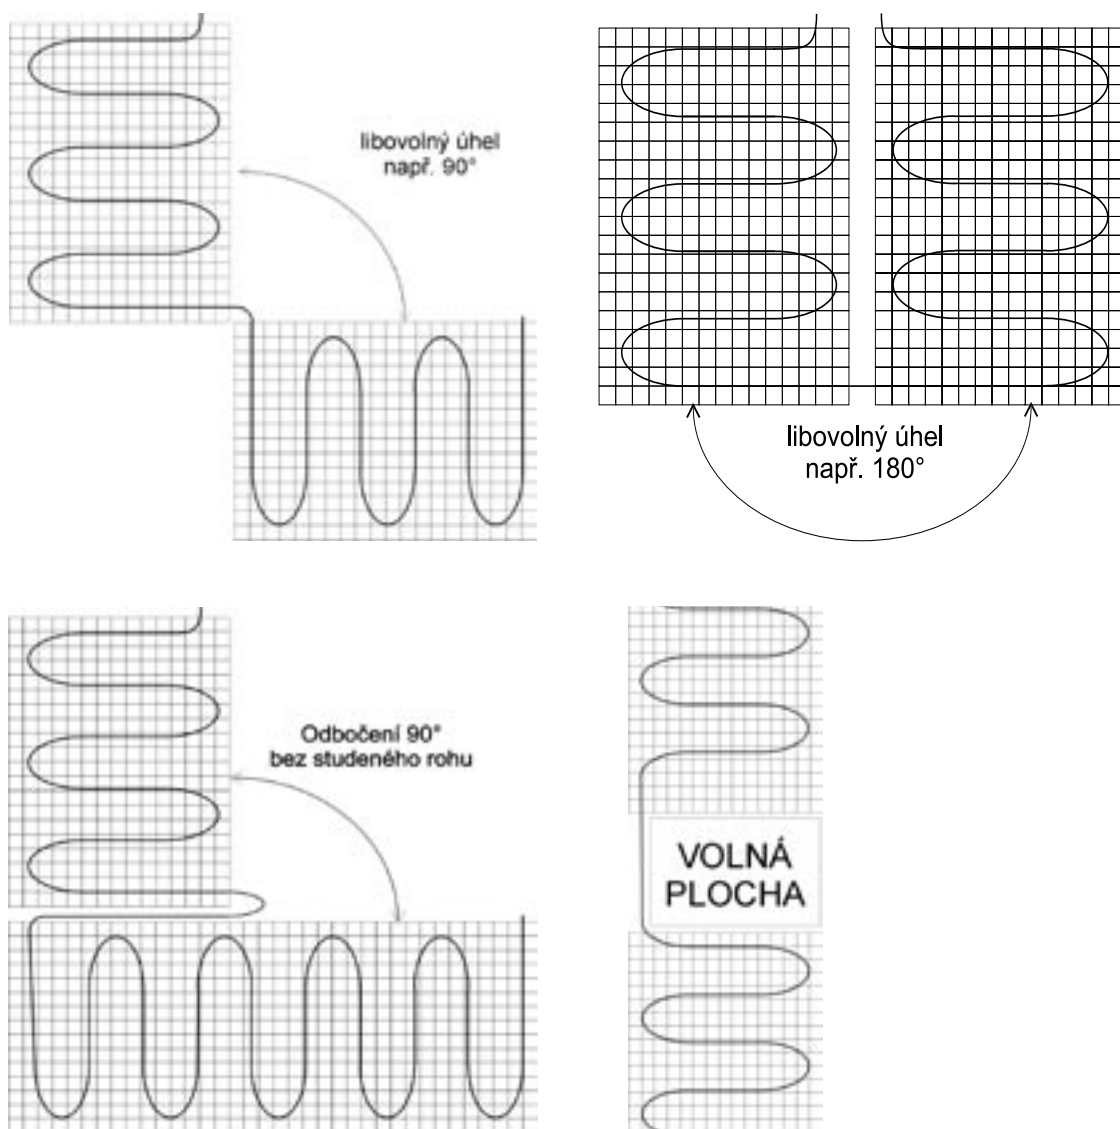 libovolný úhel
např. 90°
libovolný úhel
např. 180°
Odbočení 90°
bez studeného rohu
VOLNÁ
PLOCHA